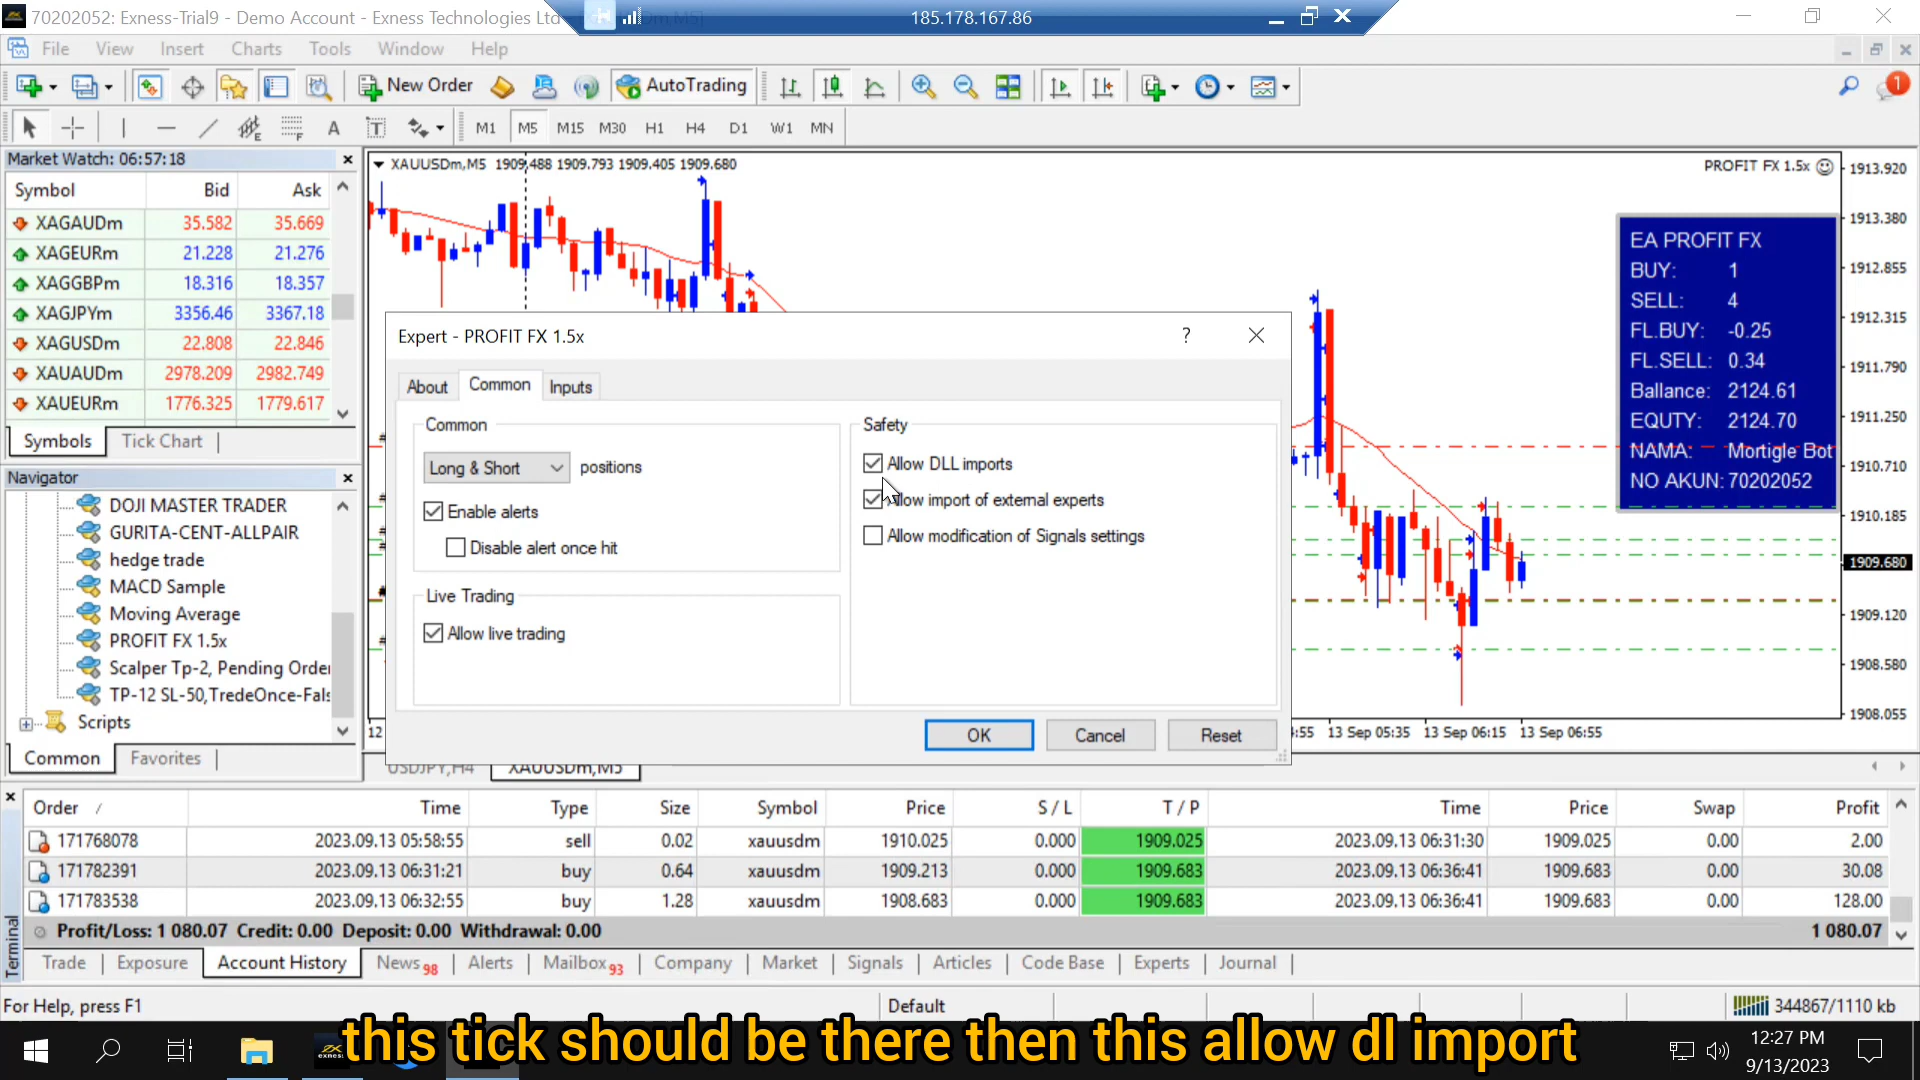 70202052: Exness-Trial9 - Demo Account - Exness Technologies Ltd
185.178.167.86
File View Insert Charts Tools Window Help
New Order AutoTrading 1
A T M1 M5 M15 M30 H1 H4 D1 W1 MN
Market Watch: 06:57:18
Symbol Bid Ask
XAGAUDm 35.582 35.669
XAGEURm 21.228 21.276
XAGGBPm 18.316 18.357
XAGJPYm 3356.46 3367.18
XAGUSDm 22.808 22.846
XAUAUDm 2978.209 2982.749
XAUEURm 1776.325 1779.617
Symbols Tick Chart
Navigator
DOJI MASTER TRADER
GURITA-CENT-ALLPAIR
hedge trade
MACD Sample
Moving Average
PROFIT FX 1.5x
Scalper Tp-2, Pending Order
TP-12 SL-50,TredeOnce-Fals
Scripts
Common Favorites
XAUUSDm,M5 1909.488 1909.793 1909.405 1909.680
PROFIT FX 1.5x
EA PROFIT FX
BUY: 1
SELL: 4
FL.BUY: -0.25
FL.SELL: 0.34
Ballance: 2124.61
EQUTY: 2124.70
NAMA: Mortigle Bot
NO AKUN: 70202052
1913.920
1913.380
1912.855
1912.315
1911.790
1911.250
1910.710
1910.185
1909.680
1909.120
1908.580
1908.055
Expert - PROFIT FX 1.5x
About Common Inputs
Common
Long & Short positions
Enable alerts
Disable alert once hit
Live Trading
Allow live trading
Safety
Allow DLL imports
Allow import of external experts
Allow modification of Signals settings
OK Cancel Reset
12 :55 13 Sep 05:35 13 Sep 06:15 13 Sep 06:55
USDJPY,H4 XAUUSDm,M5
Order / Time Type Size Symbol Price S / L T / P Time Price Swap Profit
171768078 2023.09.13 05:58:55 sell 0.02 xauusdm 1910.025 0.000 1909.025 2023.09.13 06:31:30 1909.025 0.00 2.00
171782391 2023.09.13 06:31:21 buy 0.64 xauusdm 1909.213 0.000 1909.683 2023.09.13 06:36:41 1909.683 0.00 30.08
171783538 2023.09.13 06:32:55 buy 1.28 xauusdm 1908.683 0.000 1909.683 2023.09.13 06:36:41 1909.683 0.00 128.00
Profit/Loss: 1 080.07 Credit: 0.00 Deposit: 0.00 Withdrawal: 0.00 1 080.07
Terminal
Trade Exposure Account History News 98 Alerts Mailbox 93 Company Market Signals Articles Code Base Experts Journal
For Help, press F1 Default 344867/1110 kb
this tick should be there then this allow dl import
12:27 PM
9/13/2023